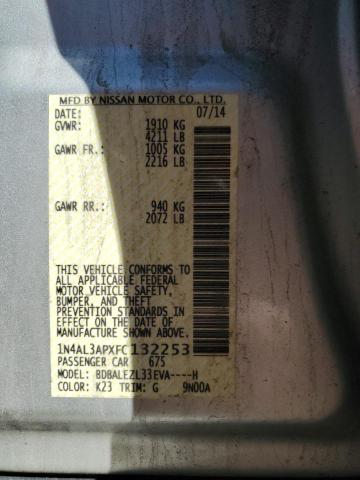 MFD BY NISSAN MOTOR CO., LTD.
DATE: 07/14
GVWR: 1910 KG
4211 LB
GAWR FR: 1005 KG
2216 LB
GAWR RR: 940 KG
2072 LB
THIS VEHICLE CONFORMS TO
ALL APPLICABLE FEDERAL
MOTOR VEHICLE SAFETY,
BUMPER, AND THEFT
PREVENTION STANDARDS IN
EFFECT ON THE DATE OF
MANUFACTURE SHOWN ABOVE.
1N4AL3APXFC132253
PASSENGER CAR 675
MODEL: BDBALEZL33EVA----H
COLOR: K23 TRIM: G 9N00A